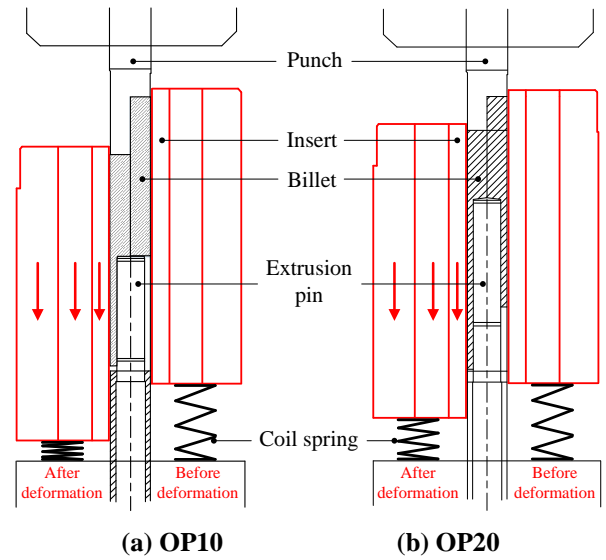 Punch
Insert
Billet
Extrusion
pin
Coil spring
After
deformation
Before
deformation
After
deformation
Before
deformation
(a) OP10
(b) OP20